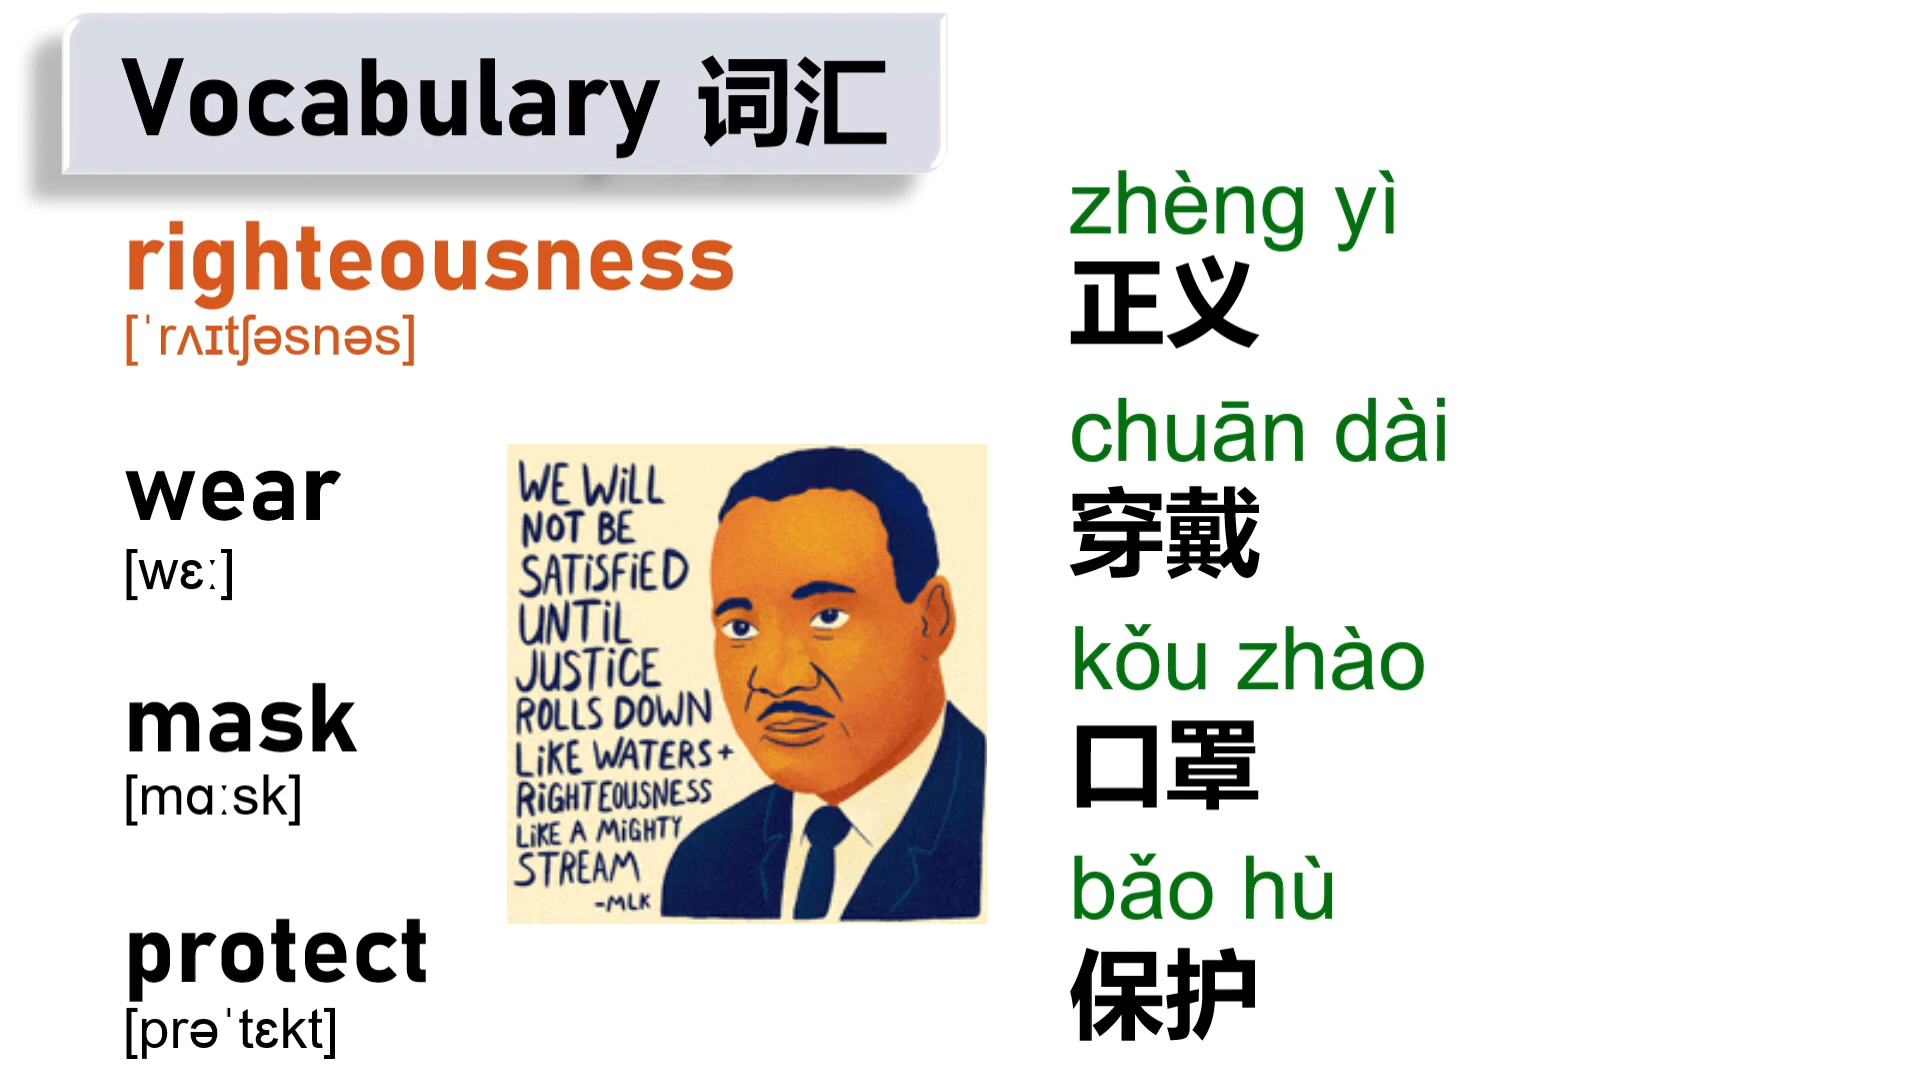 Vocabulary 词汇
righteousness
[ˈrʌɪtʃəsnəs]
zhèng yì
正义
wear
[wɛː]
chuān dài
穿戴
mask
[mɑːsk]
kǒu zhào
口罩
protect
[prəˈtɛkt]
bǎo hù
保护
WE WiLL
NOT BE
SATiSFiED
UNTiL
JUSTiCE
ROLLS DOWN
LiKE WATERS+
RiGHTEOUSNESS
LiKE A MiGHTY
STREAM
-MLK